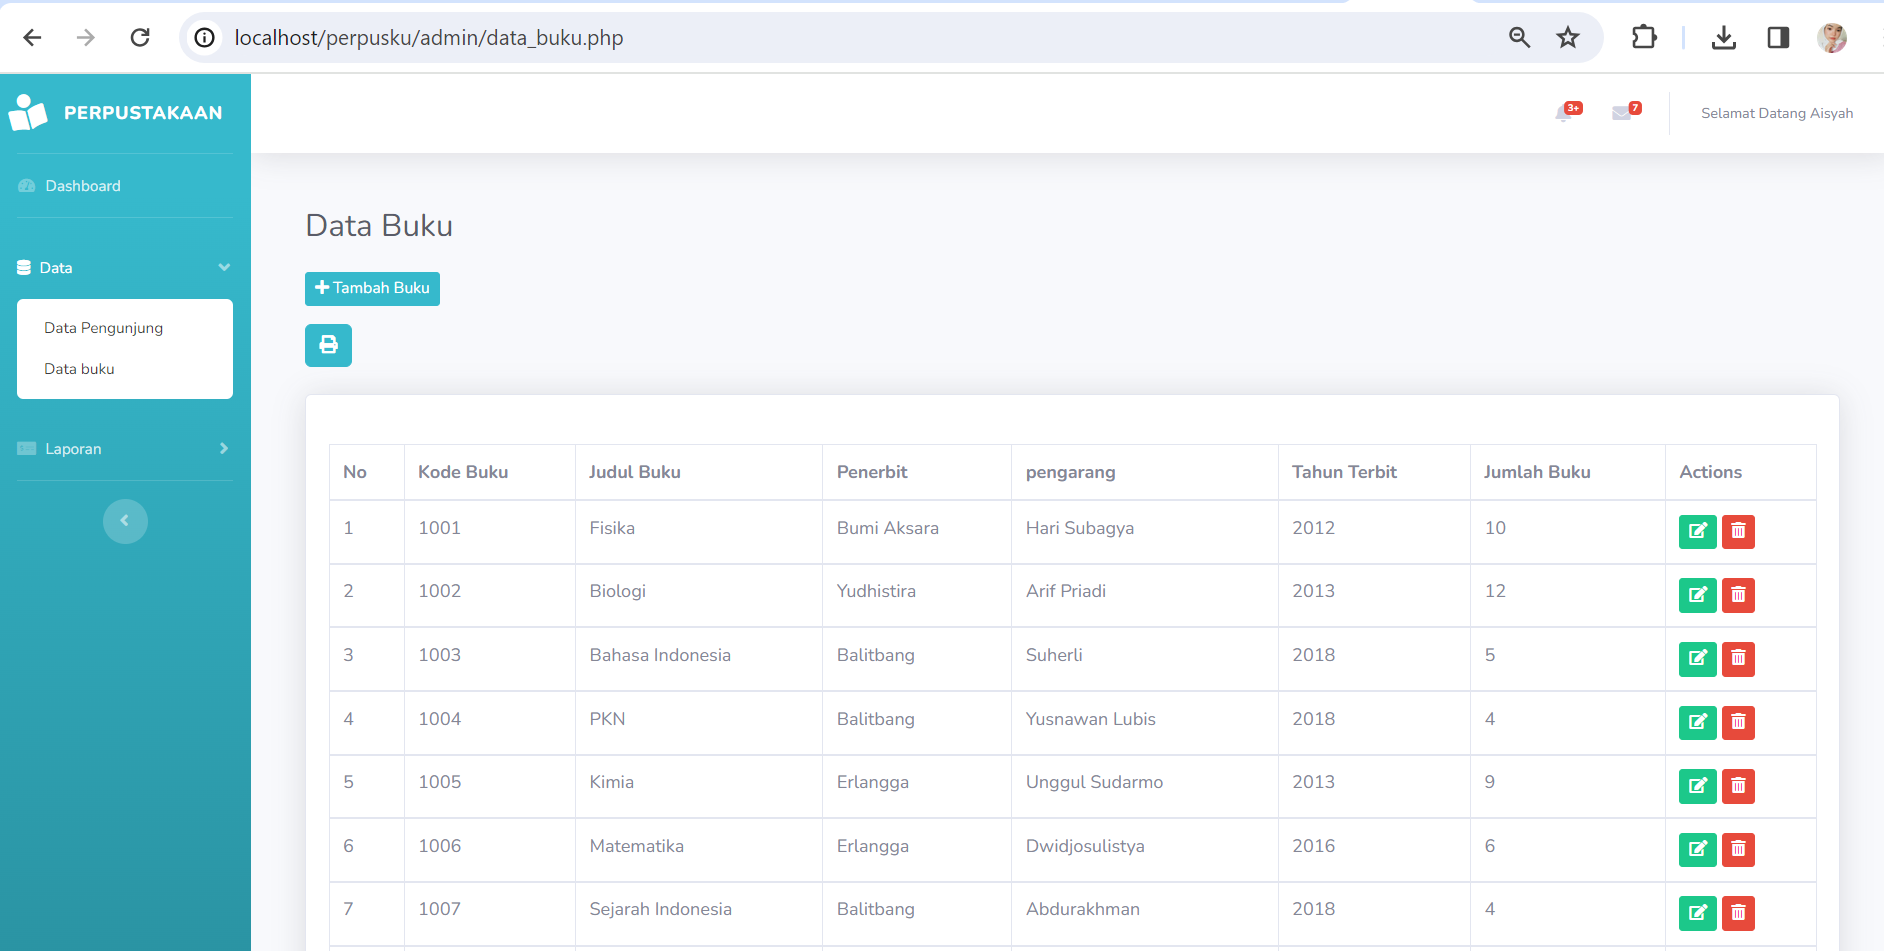 localhost/perpusku/admin/data_buku.php
PERPUSTAKAAN
3+ 7 Selamat Datang Aisyah
Dashboard
Data
Data Pengunjung
Data buku
Laporan
Data Buku
Tambah Buku
No Kode Buku Judul Buku Penerbit pengarang Tahun Terbit Jumlah Buku Actions
1 1001 Fisika Bumi Aksara Hari Subagya 2012 10
2 1002 Biologi Yudhistira Arif Priadi 2013 12
3 1003 Bahasa Indonesia Balitbang Suherli 2018 5
4 1004 PKN Balitbang Yusnawan Lubis 2018 4
5 1005 Kimia Erlangga Unggul Sudarmo 2013 9
6 1006 Matematika Erlangga Dwidjosulistya 2016 6
7 1007 Sejarah Indonesia Balitbang Abdurakhman 2018 4